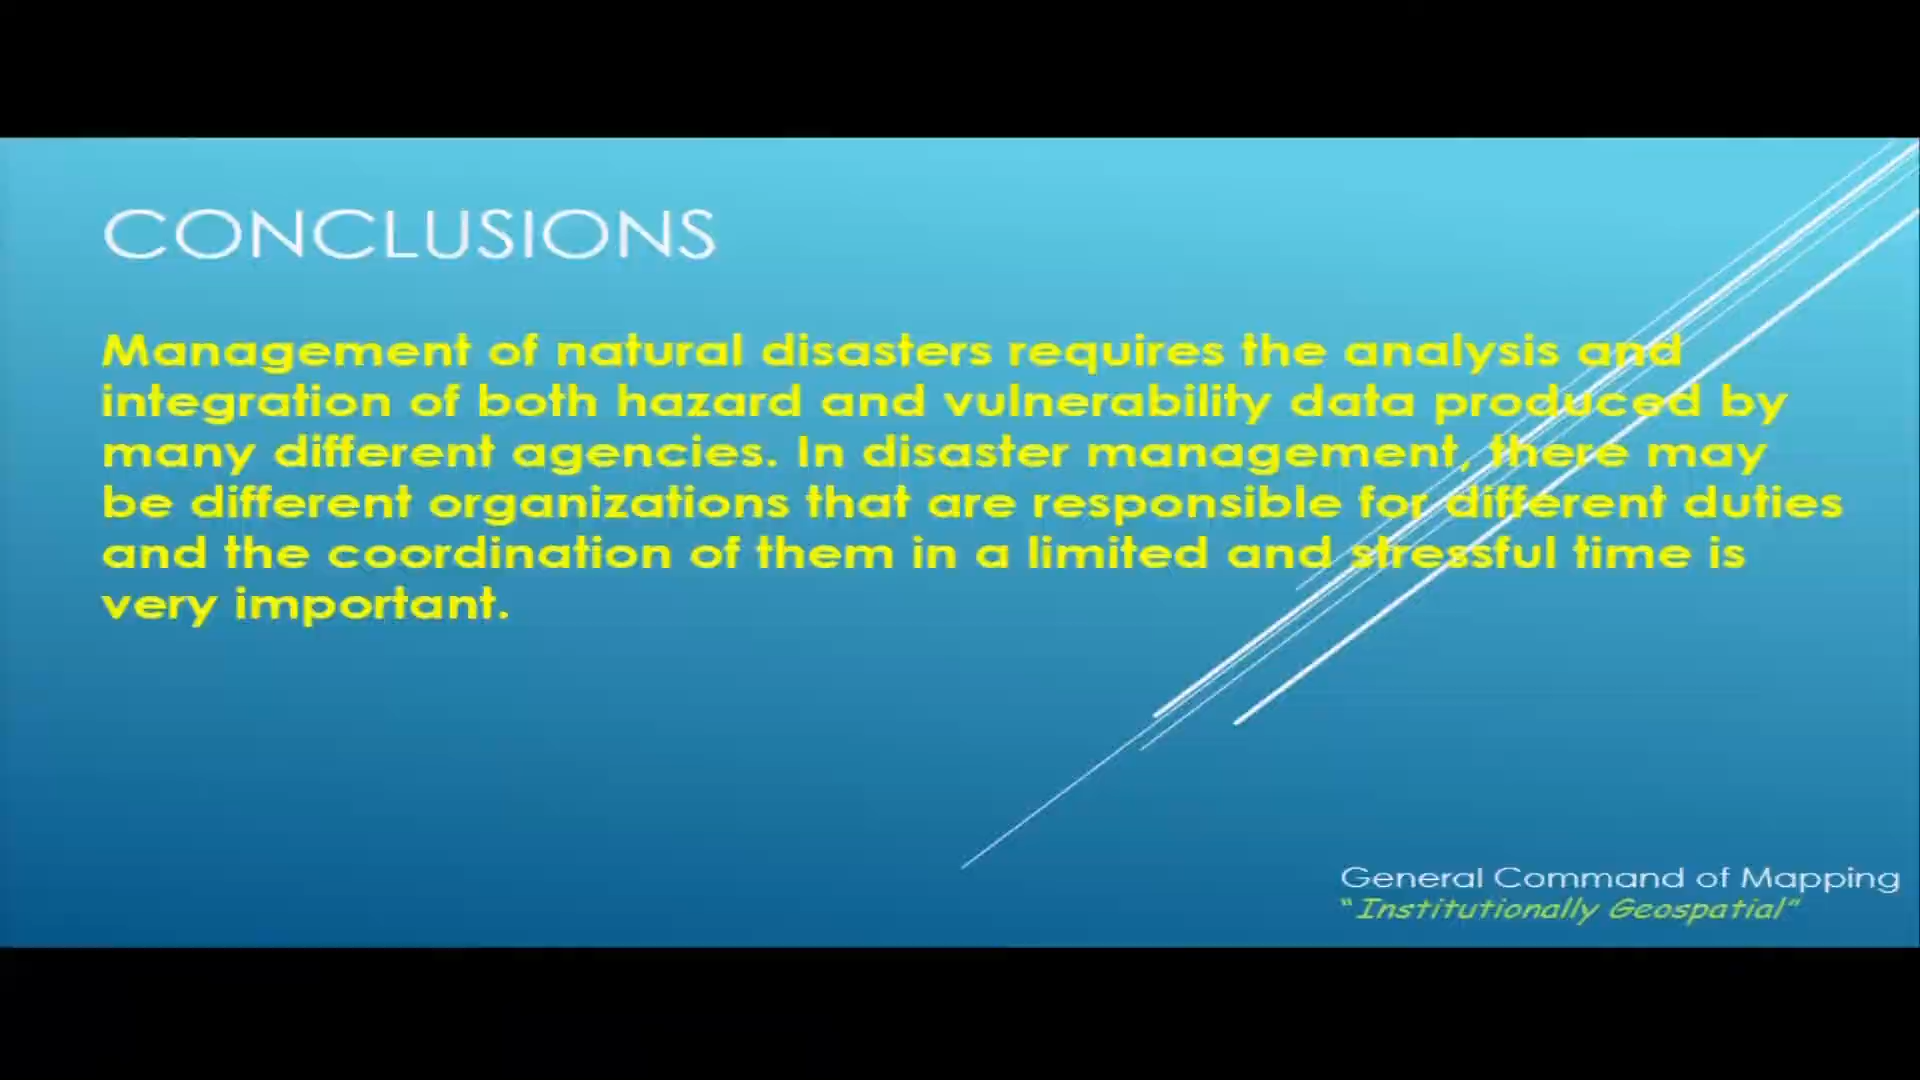 CONCLUSIONS
Management of natural disasters requires the analysis and
integration of both hazard and vulnerability data produced by
many different agencies. In disaster management, there may
be different organizations that are responsible for different duties
and the coordination of them in a limited and stressful time is
very important.
General Command of Mapping
"Institutionally Geospatial"